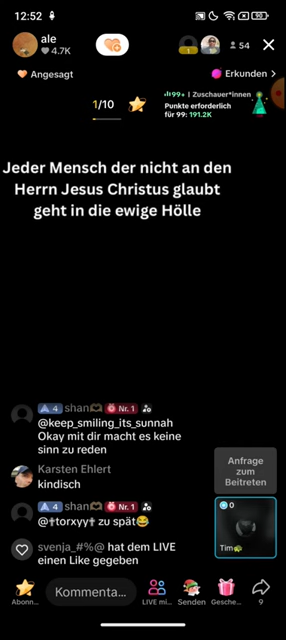 12:52
90
ale
4.7K
1
54
Angesagt
Erkunden >
1/10
99+ | Zuschauer*innen
Punkte erforderlich
für 99: 191.2K
Jeder Mensch der nicht an den
Herrn Jesus Christus glaubt
geht in die ewige Hölle
4 shan Nr. 1
@keep_smiling_its_sunnah
Okay mit dir macht es keine
sinn zu reden
Karsten Ehlert
kindisch
4 shan Nr. 1
@✝torxyy✝ zu spät😂
svenja_#%@ hat dem LIVE
einen Like gegeben
Anfrage
zum
Beitreten
0
Tim🐢
Abonn...
Kommenta...
LIVE mi...
Senden
Gesche...
9